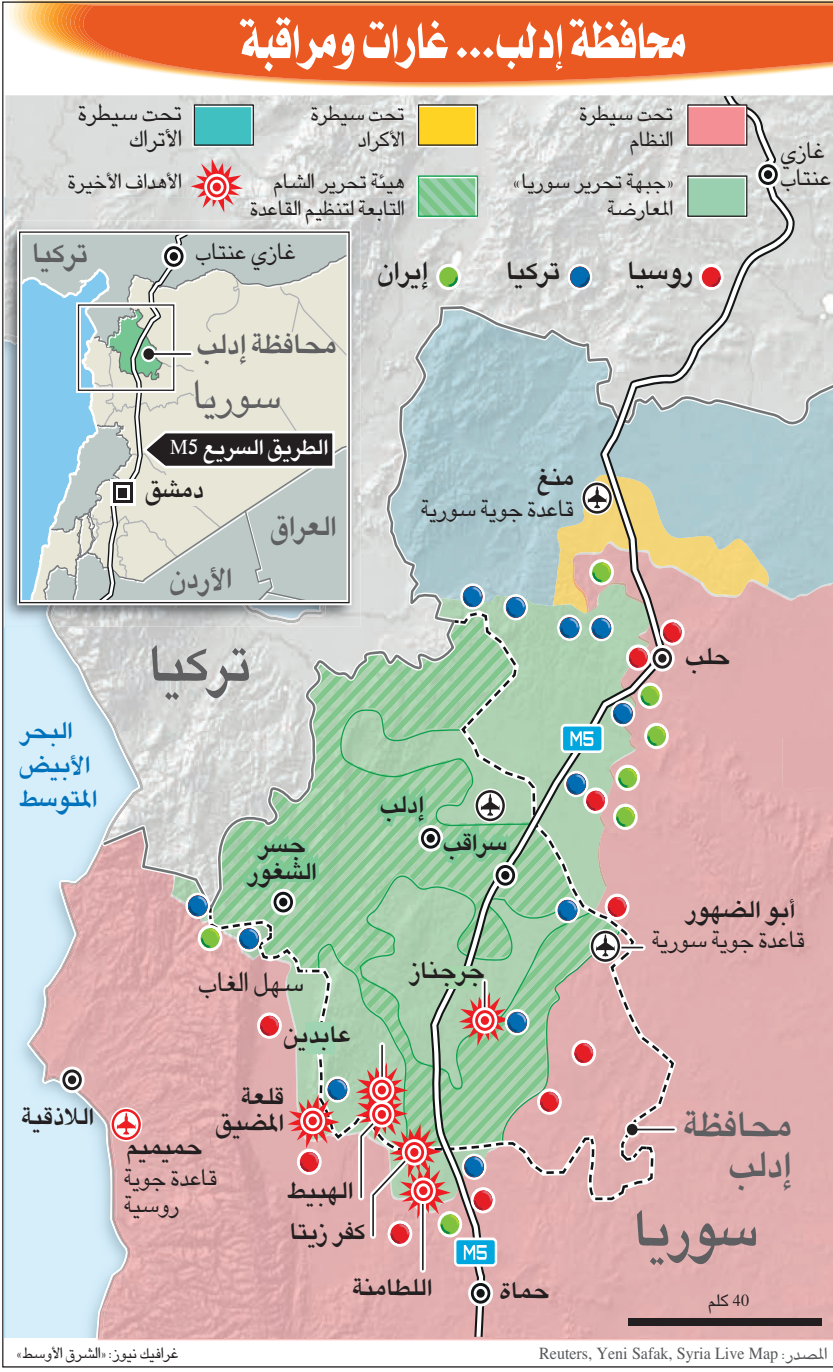 محافظة إدلب... غارات ومراقبة
تحت سيطرة
النظام
تحت سيطرة
الأكراد
تحت سيطرة
الأتراك
«جبهة تحرير سوريا»
المعارضة
هيئة تحرير الشام
التابعة لتنظيم القاعدة
الأهداف الأخيرة
روسيا
تركيا
إيران
غازي
عنتاب
تركيا
غازي عنتاب
محافظة إدلب
سوريا
الطريق السريع M5
دمشق
العراق
الأردن
منغ
قاعدة جوية سورية
حلب
تركيا
M5
البحر
الأبيض
المتوسط
إدلب
سراقب
جسر
الشغور
أبو الضهور
قاعدة جوية سورية
جرجناز
سهل الغاب
عابدين
قلعة
المضيق
اللاذقية
حميميم
قاعدة جوية
روسية
محافظة
إدلب
الهبيط
كفر زيتا
سوريا
M5
اللطامنة
حماة
40 كلم
المصدر: Reuters, Yeni Safak, Syria Live Map
غرافيك نيوز: «الشرق الأوسط»